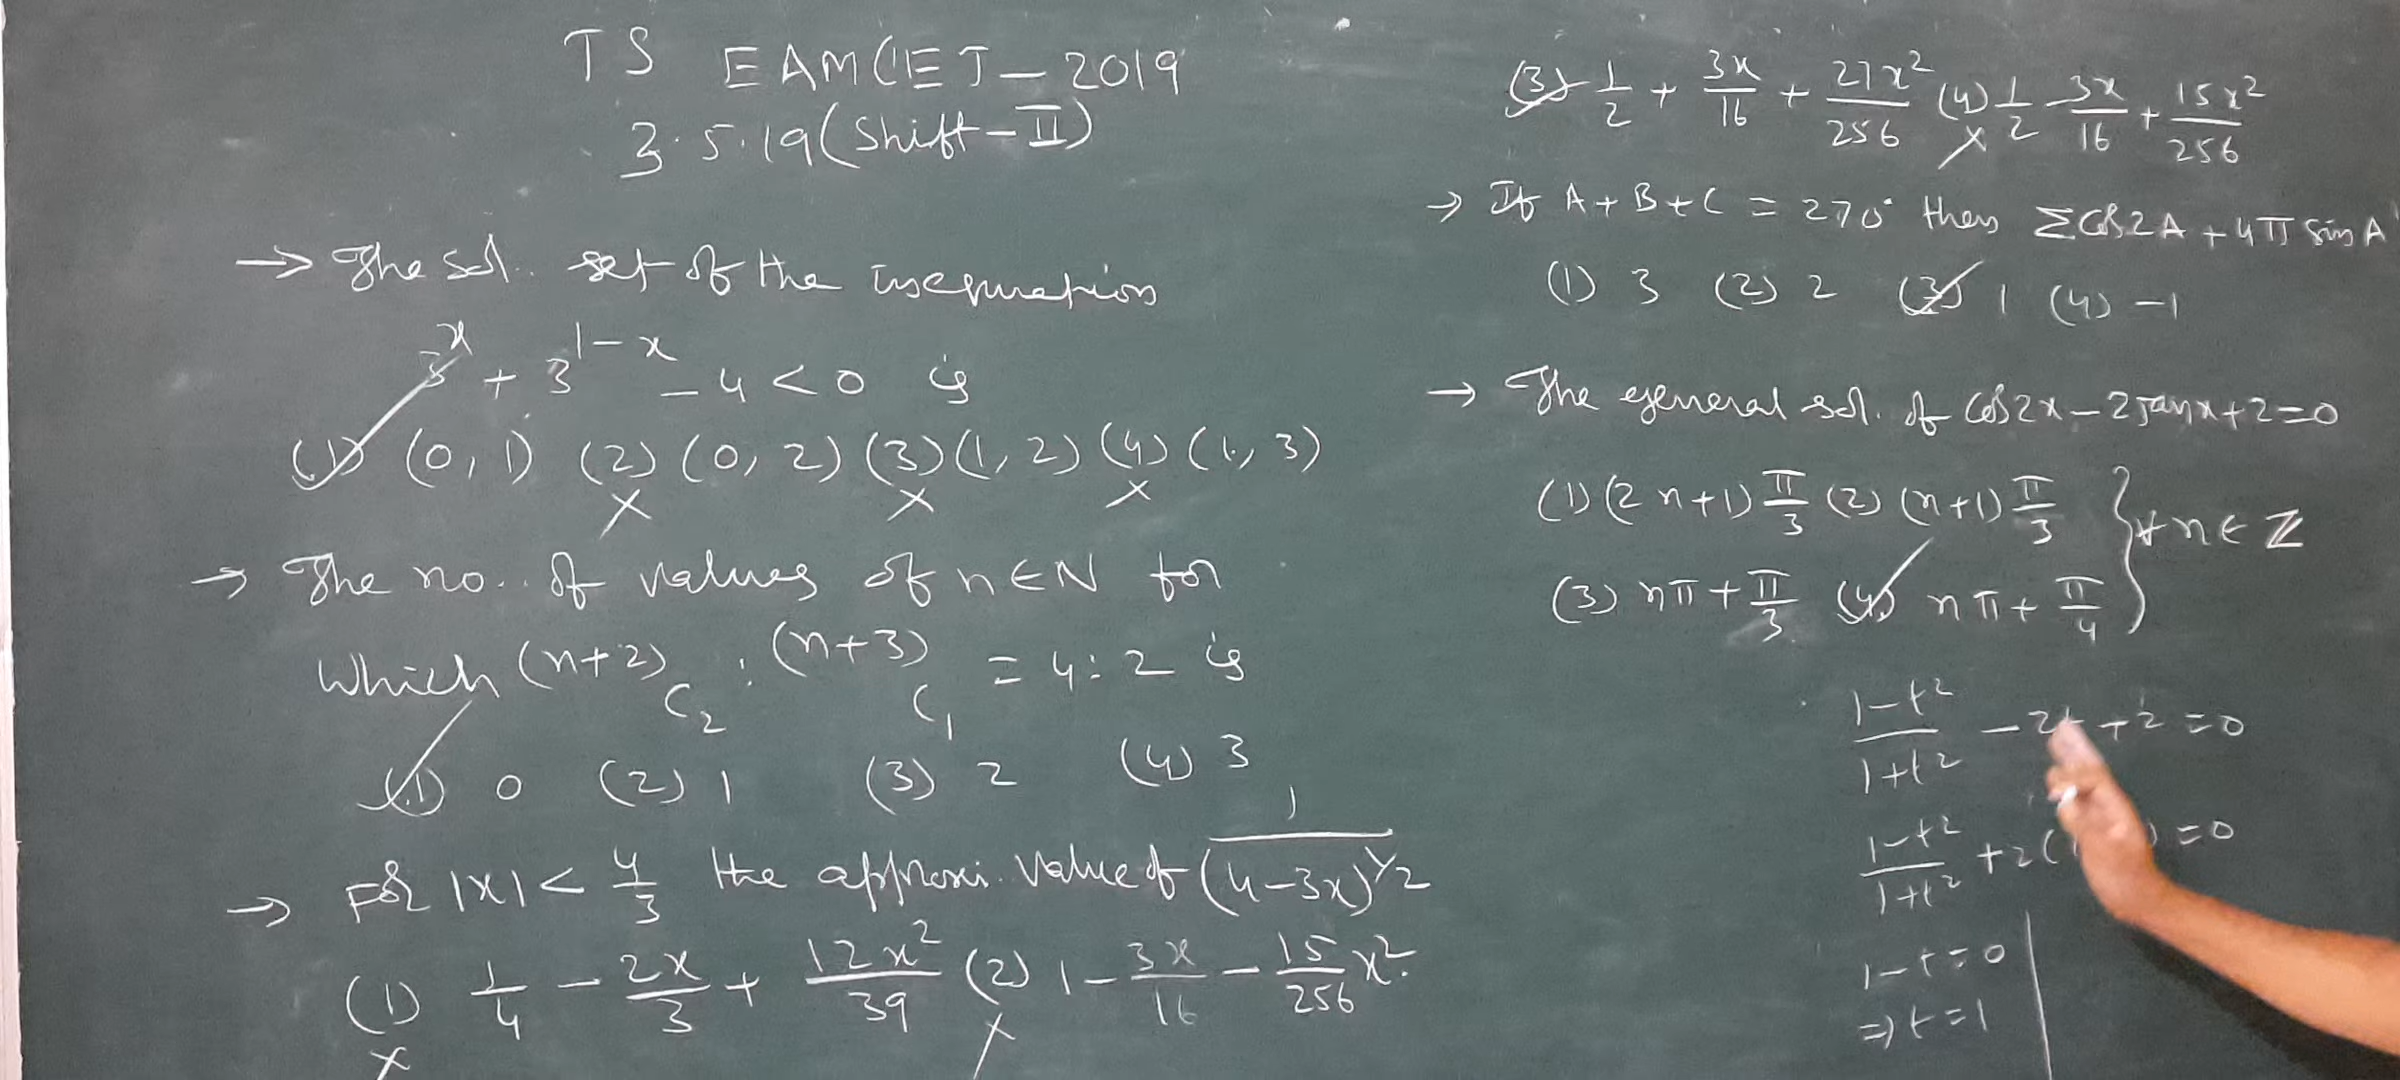 TS EAMCET-2019
3.5.19(Shift-II)
→ The sol. set of the inequation
3^x + 3^(1-x) - 4 < 0 is
(1) (0, 1) (2) (0, 2) (3) (1, 2) (4) (1, 3)
→ The no. of values of n∈N for
which (n+2)C₂ : (n+3)C₁ = 4:2 is
(1) 0 (2) 1 (3) 2 (4) 3
→ For |x| < 4/3 the approxi. value of 1/(4-3x)^(1/2)
(1) 1/4 - 2x/3 + 12x²/39 (2) 1 - 3x/16 - 15/256 x²
(3) 1/2 + 3x/16 + 27x²/256 (4) 1/2 - 3x/16 + 15x²/256
→ If A+B+C = 270° then ΣCos2A + 4π sin A
(1) 3 (2) 2 (3) 1 (4) -1
→ The general sol. of Cos2x - 2Tanx + 2 = 0
(1) (2n+1)π/3 (2) (n+1)π/3 } ∀ n∈Z
(3) nπ + π/3 (4) nπ + π/4
(1-t²)/(1+t²) - 2t + 2 = 0
(1-t²)/(1+t²) + 2( ) = 0
1-t=0
⇒ t=1